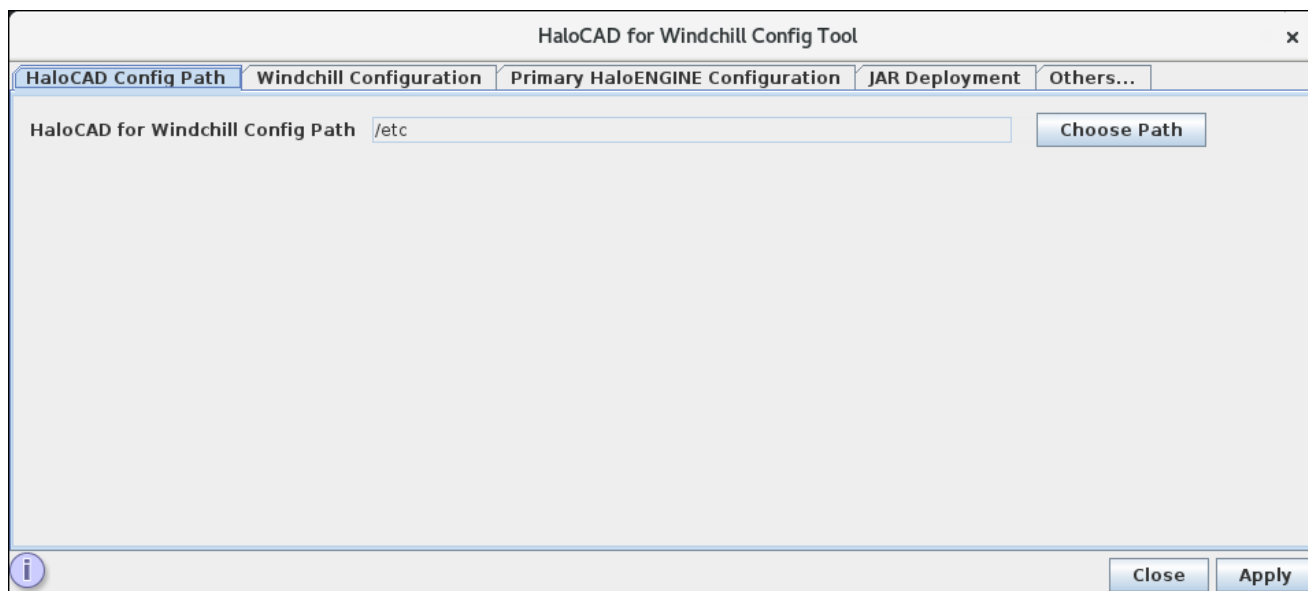 HaloCAD for Windchill Config Tool
HaloCAD Config Path Windchill Configuration Primary HaloENGINE Configuration JAR Deployment Others...
HaloCAD for Windchill Config Path /etc Choose Path
i
Close Apply